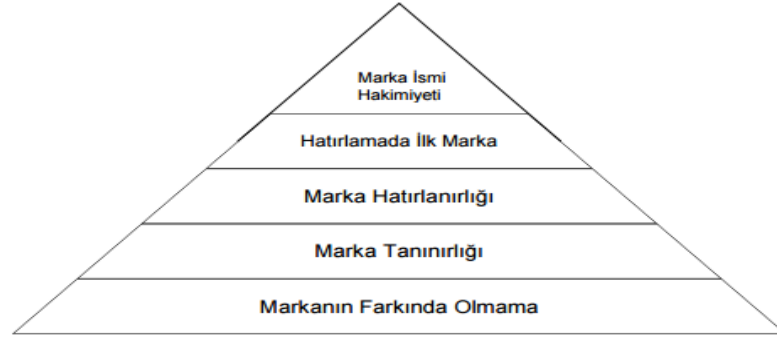 Marka İsmi
Hakimiyeti
Hatırlamada İlk Marka
Marka Hatırlanırlığı
Marka Tanınırlığı
Markanın Farkında Olmama